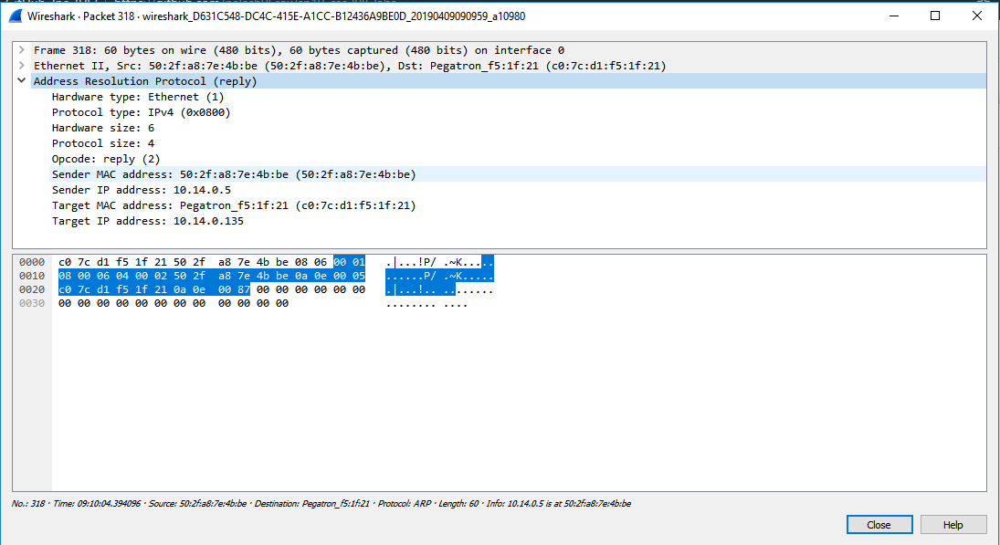 Wireshark · Packet 318 · wireshark_D631C548-DC4C-415E-A1CC-B12436A9BE0D_20190409090959_a10980
Frame 318: 60 bytes on wire (480 bits), 60 bytes captured (480 bits) on interface 0
Ethernet II, Src: 50:2f:a8:7e:4b:be (50:2f:a8:7e:4b:be), Dst: Pegatron_f5:1f:21 (c0:7c:d1:f5:1f:21)
Address Resolution Protocol (reply)
Hardware type: Ethernet (1)
Protocol type: IPv4 (0x0800)
Hardware size: 6
Protocol size: 4
Opcode: reply (2)
Sender MAC address: 50:2f:a8:7e:4b:be (50:2f:a8:7e:4b:be)
Sender IP address: 10.14.0.5
Target MAC address: Pegatron_f5:1f:21 (c0:7c:d1:f5:1f:21)
Target IP address: 10.14.0.135
0000 c0 7c d1 f5 1f 21 50 2f a8 7e 4b be 08 06 00 01 .|...!P/ .~K.....
0010 08 00 06 04 00 02 50 2f a8 7e 4b be 0a 0e 00 05 ......P/ .~K.....
0020 c0 7c d1 f5 1f 21 0a 0e 00 87 00 00 00 00 00 00 .|...!.. ........
0030 00 00 00 00 00 00 00 00 00 00 00 00 ........ ....
No.: 318 · Time: 09:10:04.394096 · Source: 50:2f:a8:7e:4b:be · Destination: Pegatron_f5:1f:21 · Protocol: ARP · Length: 60 · Info: 10.14.0.5 is at 50:2f:a8:7e:4b:be
Close Help